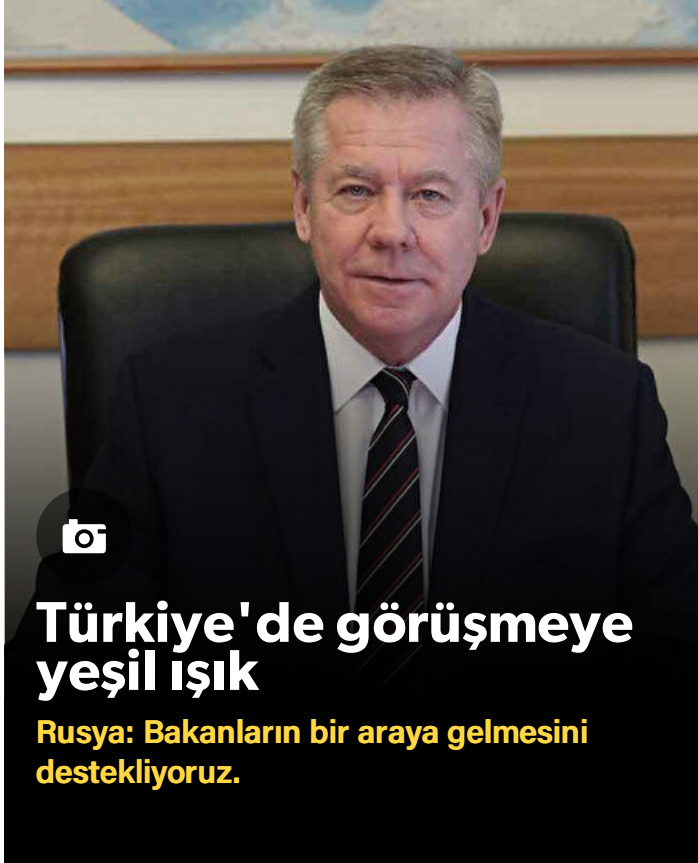 Türkiye'de görüşmeye
yeşil ışık
Rusya: Bakanların bir araya gelmesini
destekliyoruz.